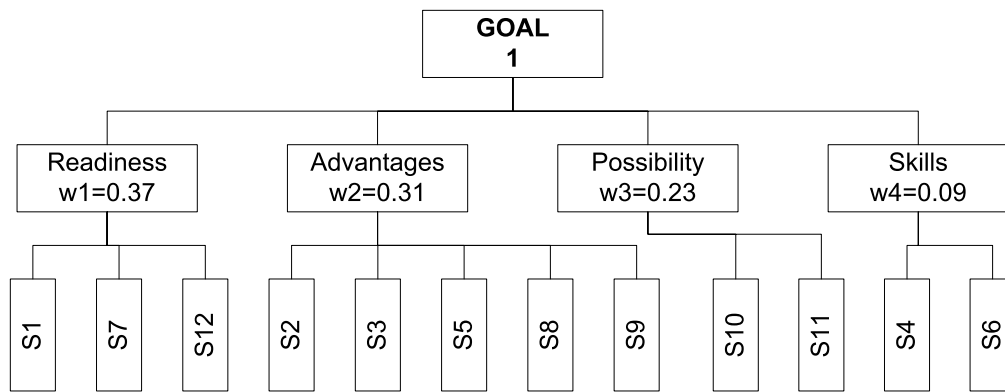 GOAL
1
Readiness
w1=0.37
Advantages
w2=0.31
Possibility
w3=0.23
Skills
w4=0.09
S1
S7
S12
S2
S3
S5
S8
S9
S10
S11
S4
S6